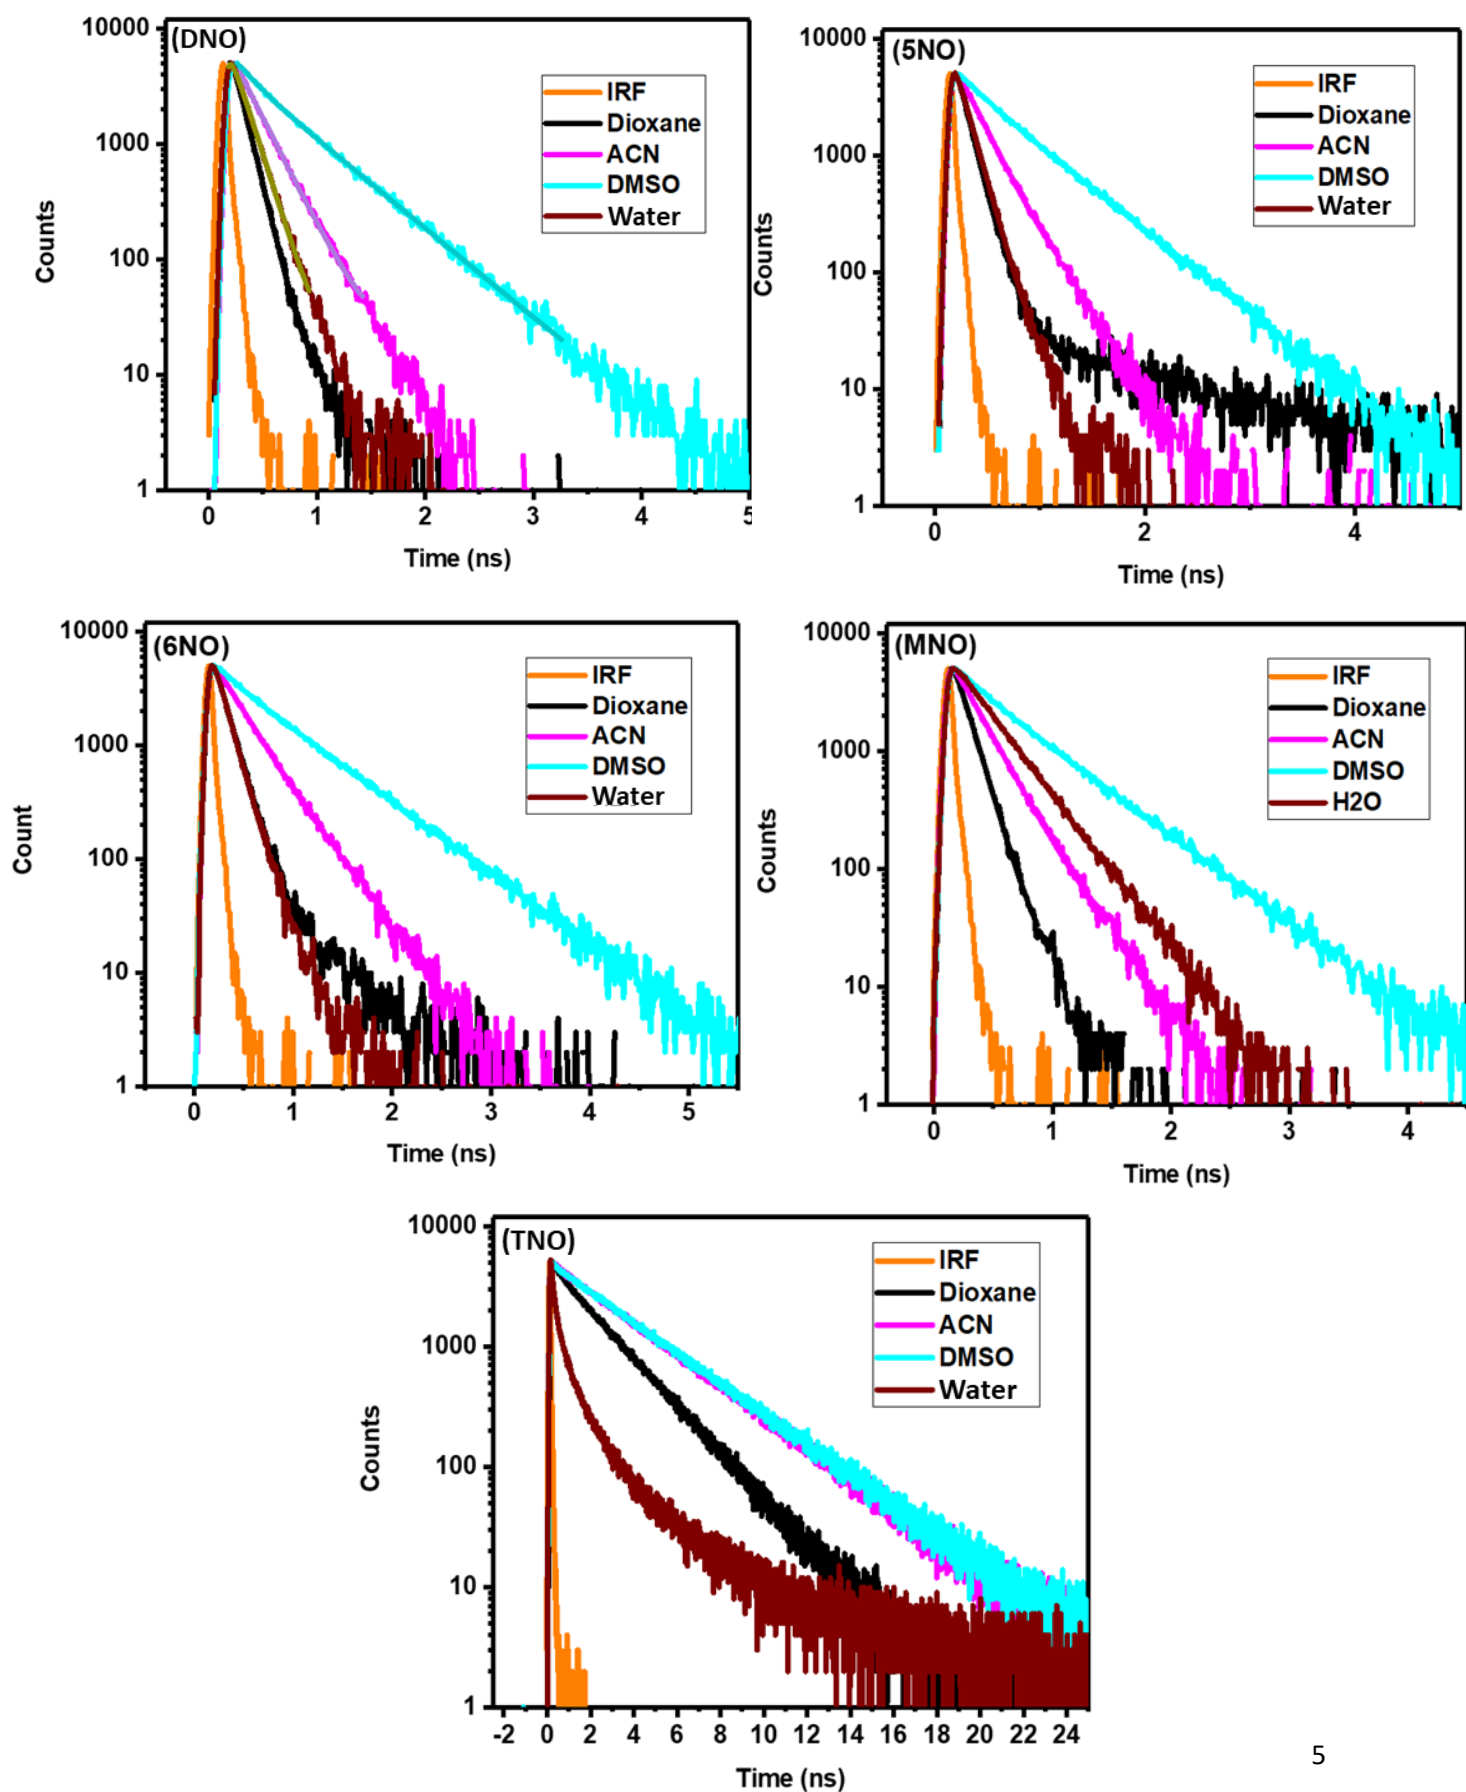 (DNO)
10000
1000
100
10
1
Counts
IRF
Dioxane
ACN
DMSO
Water
0 1 2 3 4 5
Time (ns)
(5NO)
10000
1000
100
10
1
Counts
IRF
Dioxane
ACN
DMSO
Water
0 2 4
Time (ns)
(6NO)
10000
1000
100
10
1
Count
IRF
Dioxane
ACN
DMSO
Water
0 1 2 3 4 5
Time (ns)
(MNO)
10000
1000
100
10
1
Counts
IRF
Dioxane
ACN
DMSO
H2O
0 1 2 3 4
Time (ns)
(TNO)
10000
1000
100
10
1
Counts
IRF
Dioxane
ACN
DMSO
Water
-2 0 2 4 6 8 10 12 14 16 18 20 22 24
Time (ns)
5